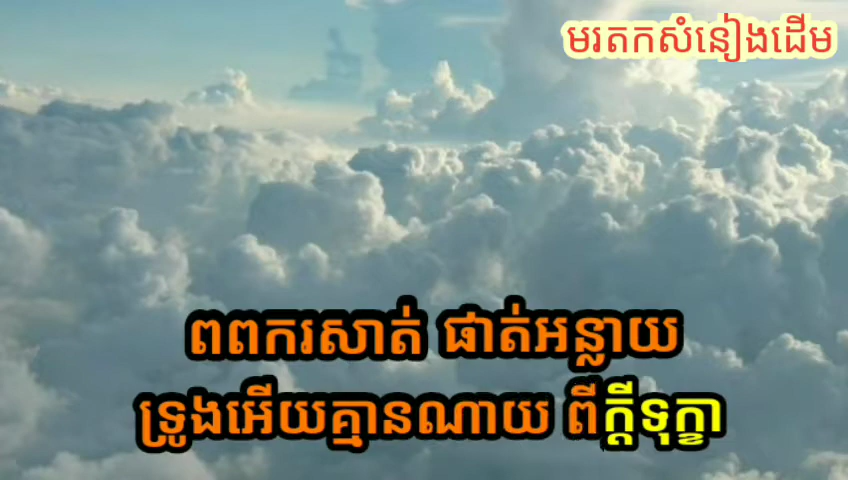 មរតកសំនៀងដើម
ពពករសាត់ ផាត់អន្លាយ
ទ្រូងអើយគ្មានណាយ ពីក្ដីទុក្ខា